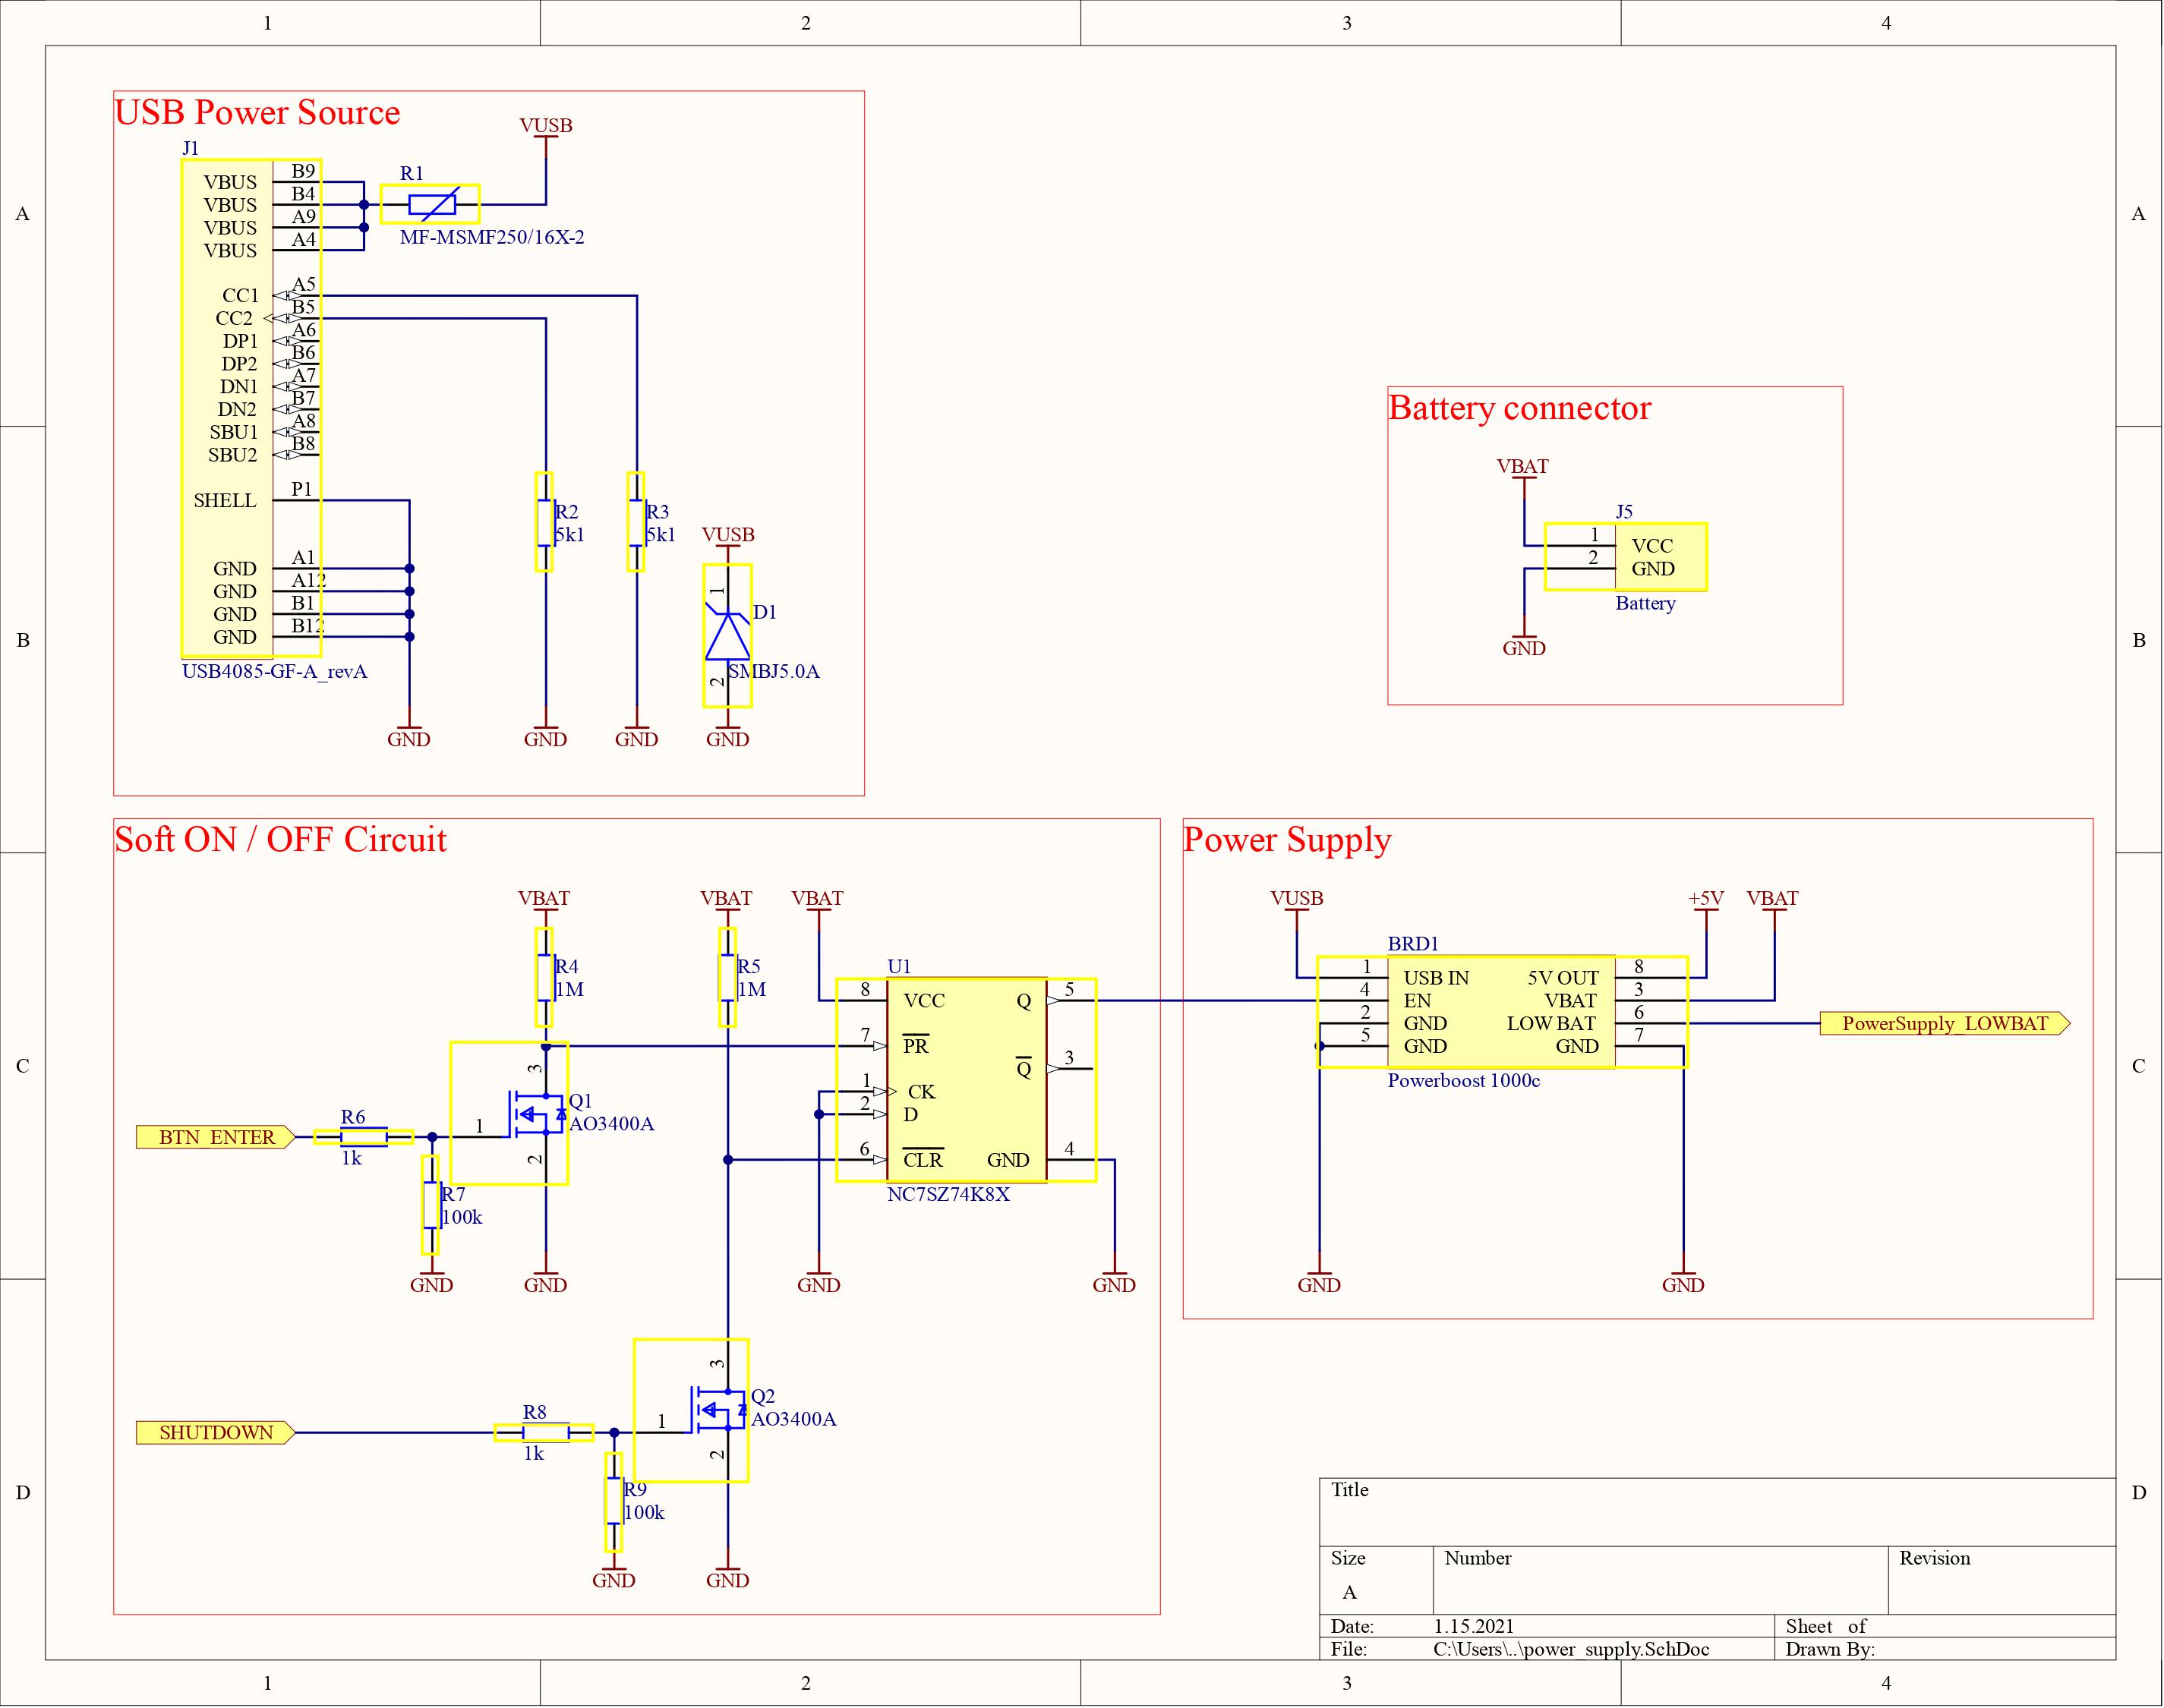 1 2 3 4
A A
B B
C C
D D
USB Power Source
J1
VBUS B9
VBUS B4
VBUS A9
VBUS A4
CC1 A5
CC2 B5
DP1 A6
DP2 B6
DN1 A7
DN2 B7
SBU1 A8
SBU2 B8
SHELL P1
GND A1
GND A12
GND B1
GND B12
USB4085-GF-A_revA
R1
MF-MSMF250/16X-2
VUSB
R2
5k1
R3
5k1
VUSB
1
D1
SMBJ5.0A
2
GND GND GND GND
Battery connector
VBAT
J5
1 VCC
2 GND
Battery
GND
Soft ON / OFF Circuit
VBAT VBAT VBAT
R4
1M
R5
1M
U1
8 VCC Q 5
7 PR
Q 3
1 CK
2 D
6 CLR GND 4
NC7SZ74K8X
3
Q1
AO3400A
1
2
BTN_ENTER
R6
1k
R7
100k
GND GND GND GND
SHUTDOWN
R8
1k
R9
100k
3
Q2
AO3400A
1
2
GND GND
Power Supply
VUSB +5V VBAT
BRD1
1 USB IN 5V OUT 8
4 EN VBAT 3
2 GND LOW BAT 6
5 GND GND 7
Powerboost 1000c
PowerSupply_LOWBAT
GND GND
Title
Size Number Revision
A
Date: 1.15.2021 Sheet of
File: C:\Users\..\power_supply.SchDoc Drawn By:
1 2 3 4